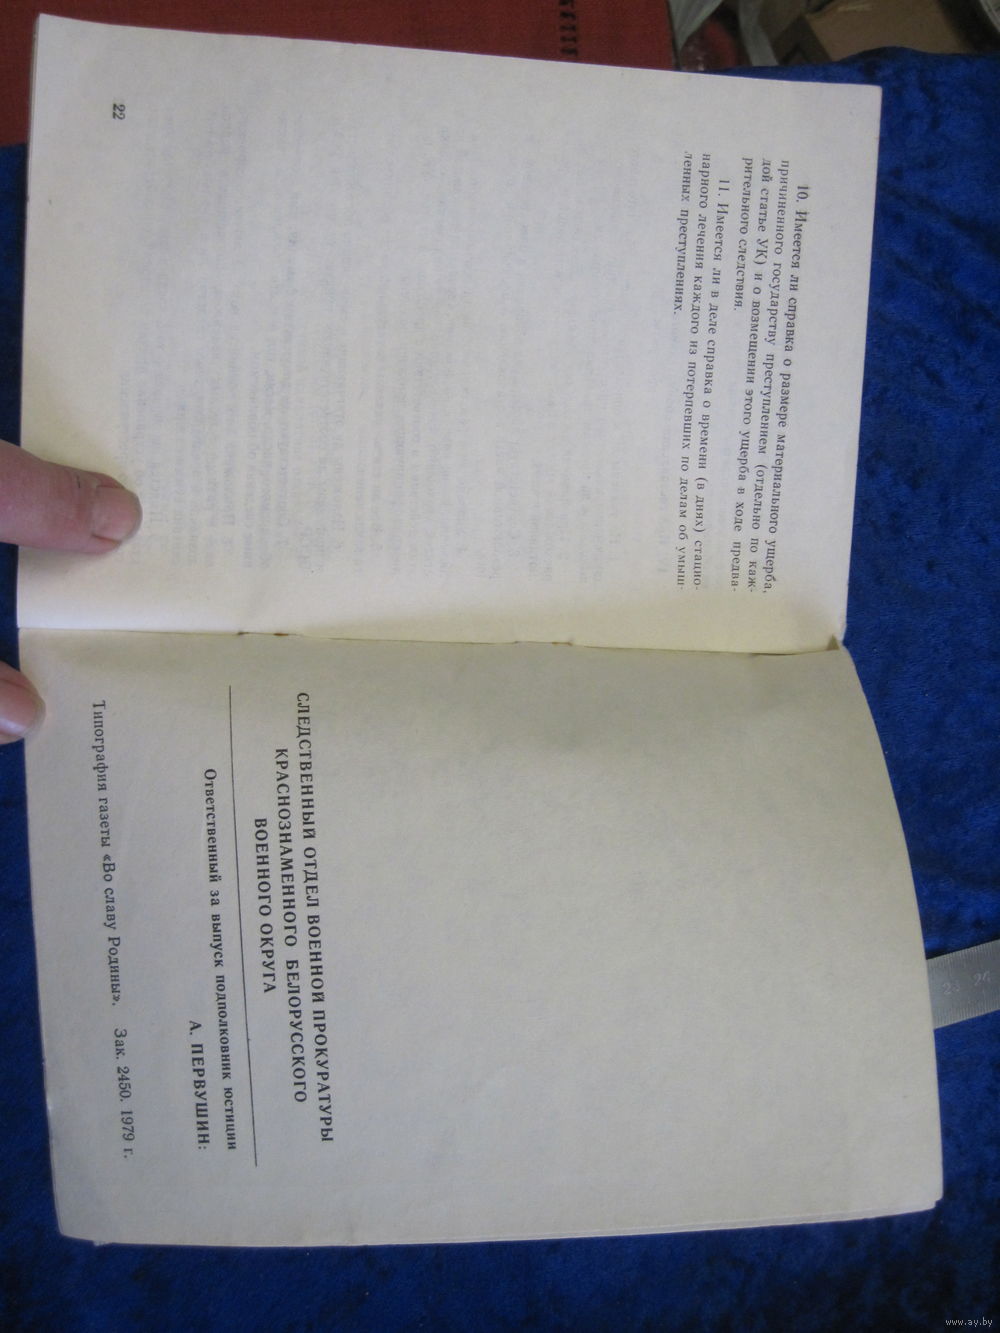 10. Имеется ли справка о размере материального ущерба,
причиненного государству преступлением (отдельно по каж-
дой статье УК) и о возмещении этого ущерба в ходе предва-
рительного следствия.
11. Имеется ли в деле справка о времени (в днях) стацио-
нарного лечения каждого из потерпевших по делам об умыш-
ленных преступлениях.
22
СЛЕДСТВЕННЫЙ ОТДЕЛ ВОЕННОЙ ПРОКУРАТУРЫ
КРАСНОЗНАМЕННОГО БЕЛОРУССКОГО
ВОЕННОГО ОКРУГА
Ответственный за выпуск подполковник юстиции
А. ПЕРВУШИН:
Типография газеты «Во славу Родины». Зак. 2450. 1979 г.
23 24
www.ay.by